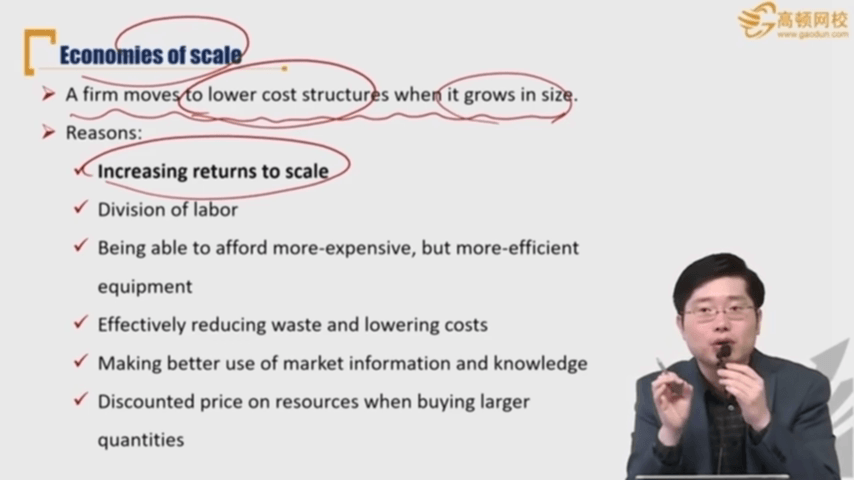 高顿网校
www.gaodun.com
Economies of scale
A firm moves to lower cost structures when it grows in size.
Reasons:
Increasing returns to scale
Division of labor
Being able to afford more-expensive, but more-efficient
equipment
Effectively reducing waste and lowering costs
Making better use of market information and knowledge
Discounted price on resources when buying larger
quantities